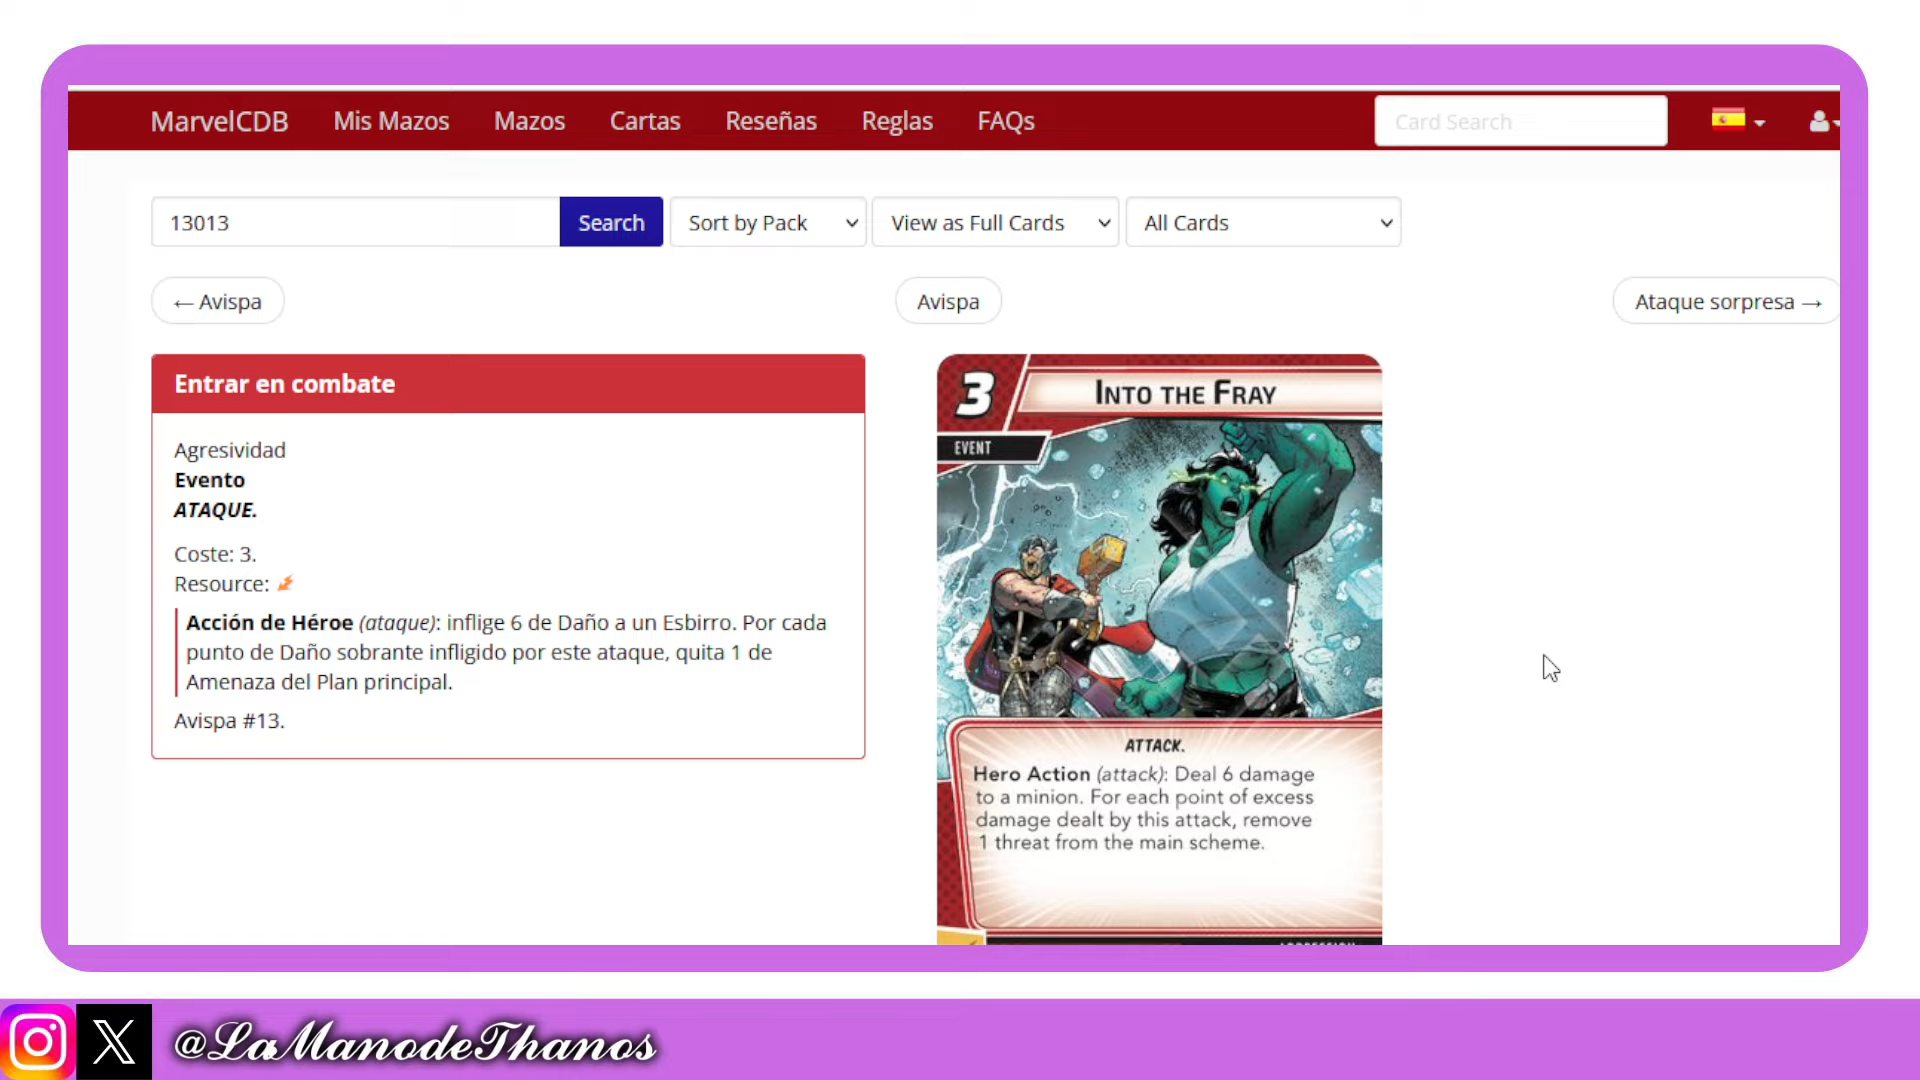 MarvelCDB Mis Mazos Mazos Cartas Reseñas Reglas FAQs Card Search
13013 Search Sort by Pack View as Full Cards All Cards
← Avispa Avispa Ataque sorpresa →
Entrar en combate
Agresividad
Evento
ATAQUE.
Coste: 3.
Resource:
Acción de Héroe (ataque): inflige 6 de Daño a un Esbirro. Por cada
punto de Daño sobrante infligido por este ataque, quita 1 de
Amenaza del Plan principal.
Avispa #13.
3 INTO THE FRAY
EVENT
ATTACK.
Hero Action (attack): Deal 6 damage
to a minion. For each point of excess
damage dealt by this attack, remove
1 threat from the main scheme.
@LaManodeThanos